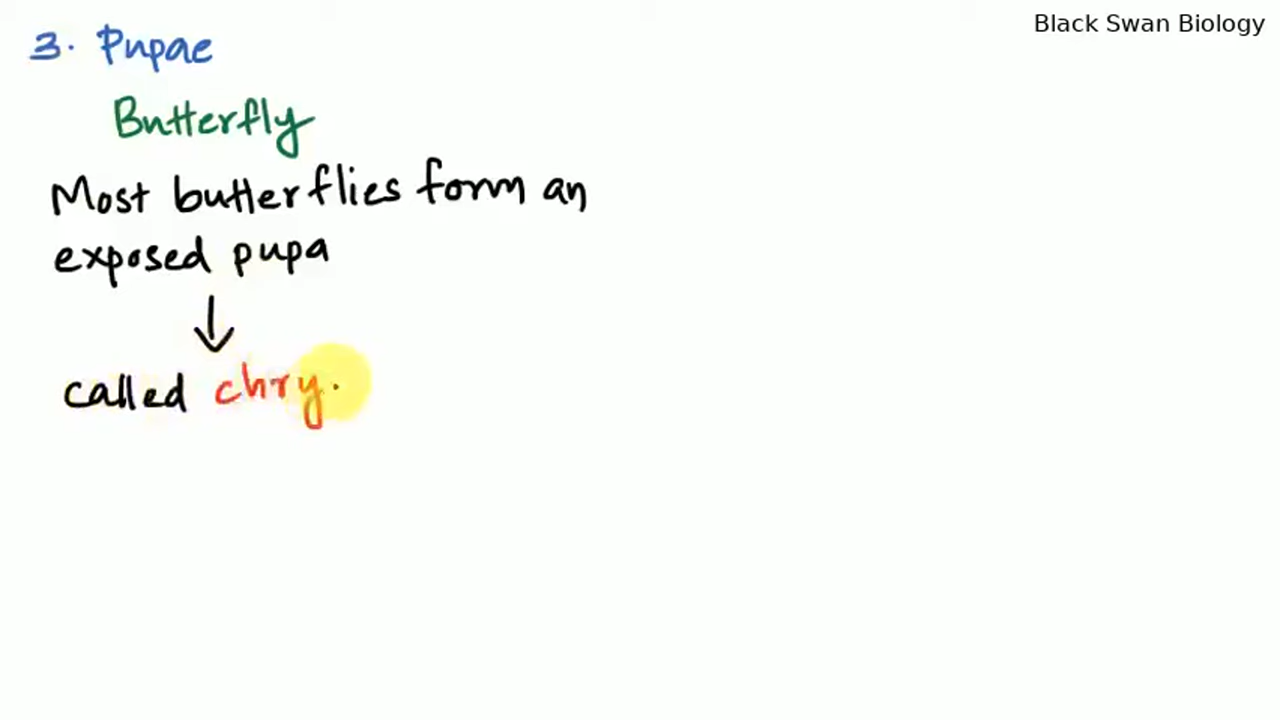 Black Swan Biology
3. Pupae
Butterfly
Most butterflies form an
exposed pupa
↓
called chry.